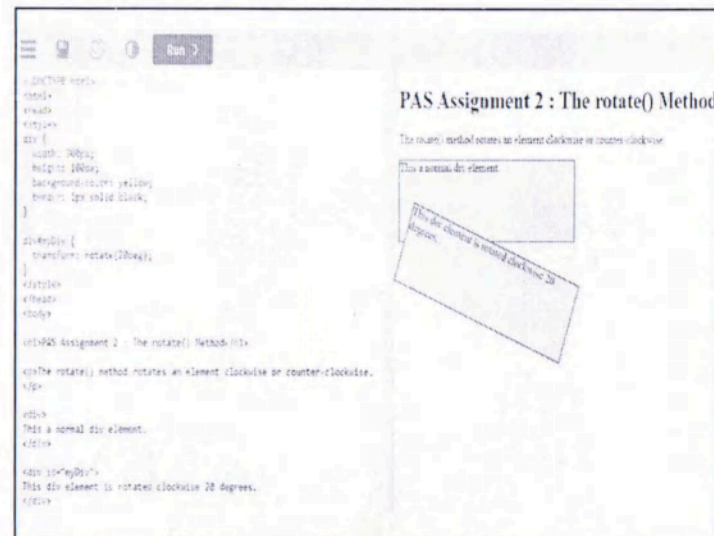 Run ❯
<!DOCTYPE html>
<html>
<head>
<style>
div {
width: 300px;
height: 100px;
background-color: yellow;
border: 1px solid black;
}
div#myDiv {
transform: rotate(20deg);
}
</style>
</head>
<body>
<h1>PAS Assignment 2 : The rotate() Method</h1>
<p>The rotate() method rotates an element clockwise or counter-clockwise.
</p>
<div>
This a normal div element.
</div>
<div id="myDiv">
This div element is rotated clockwise 20 degrees.
</div>
PAS Assignment 2 : The rotate() Method
The rotate() method rotates an element clockwise or counter-clockwise.
This a normal div element.
This div element is rotated clockwise 20
degrees.